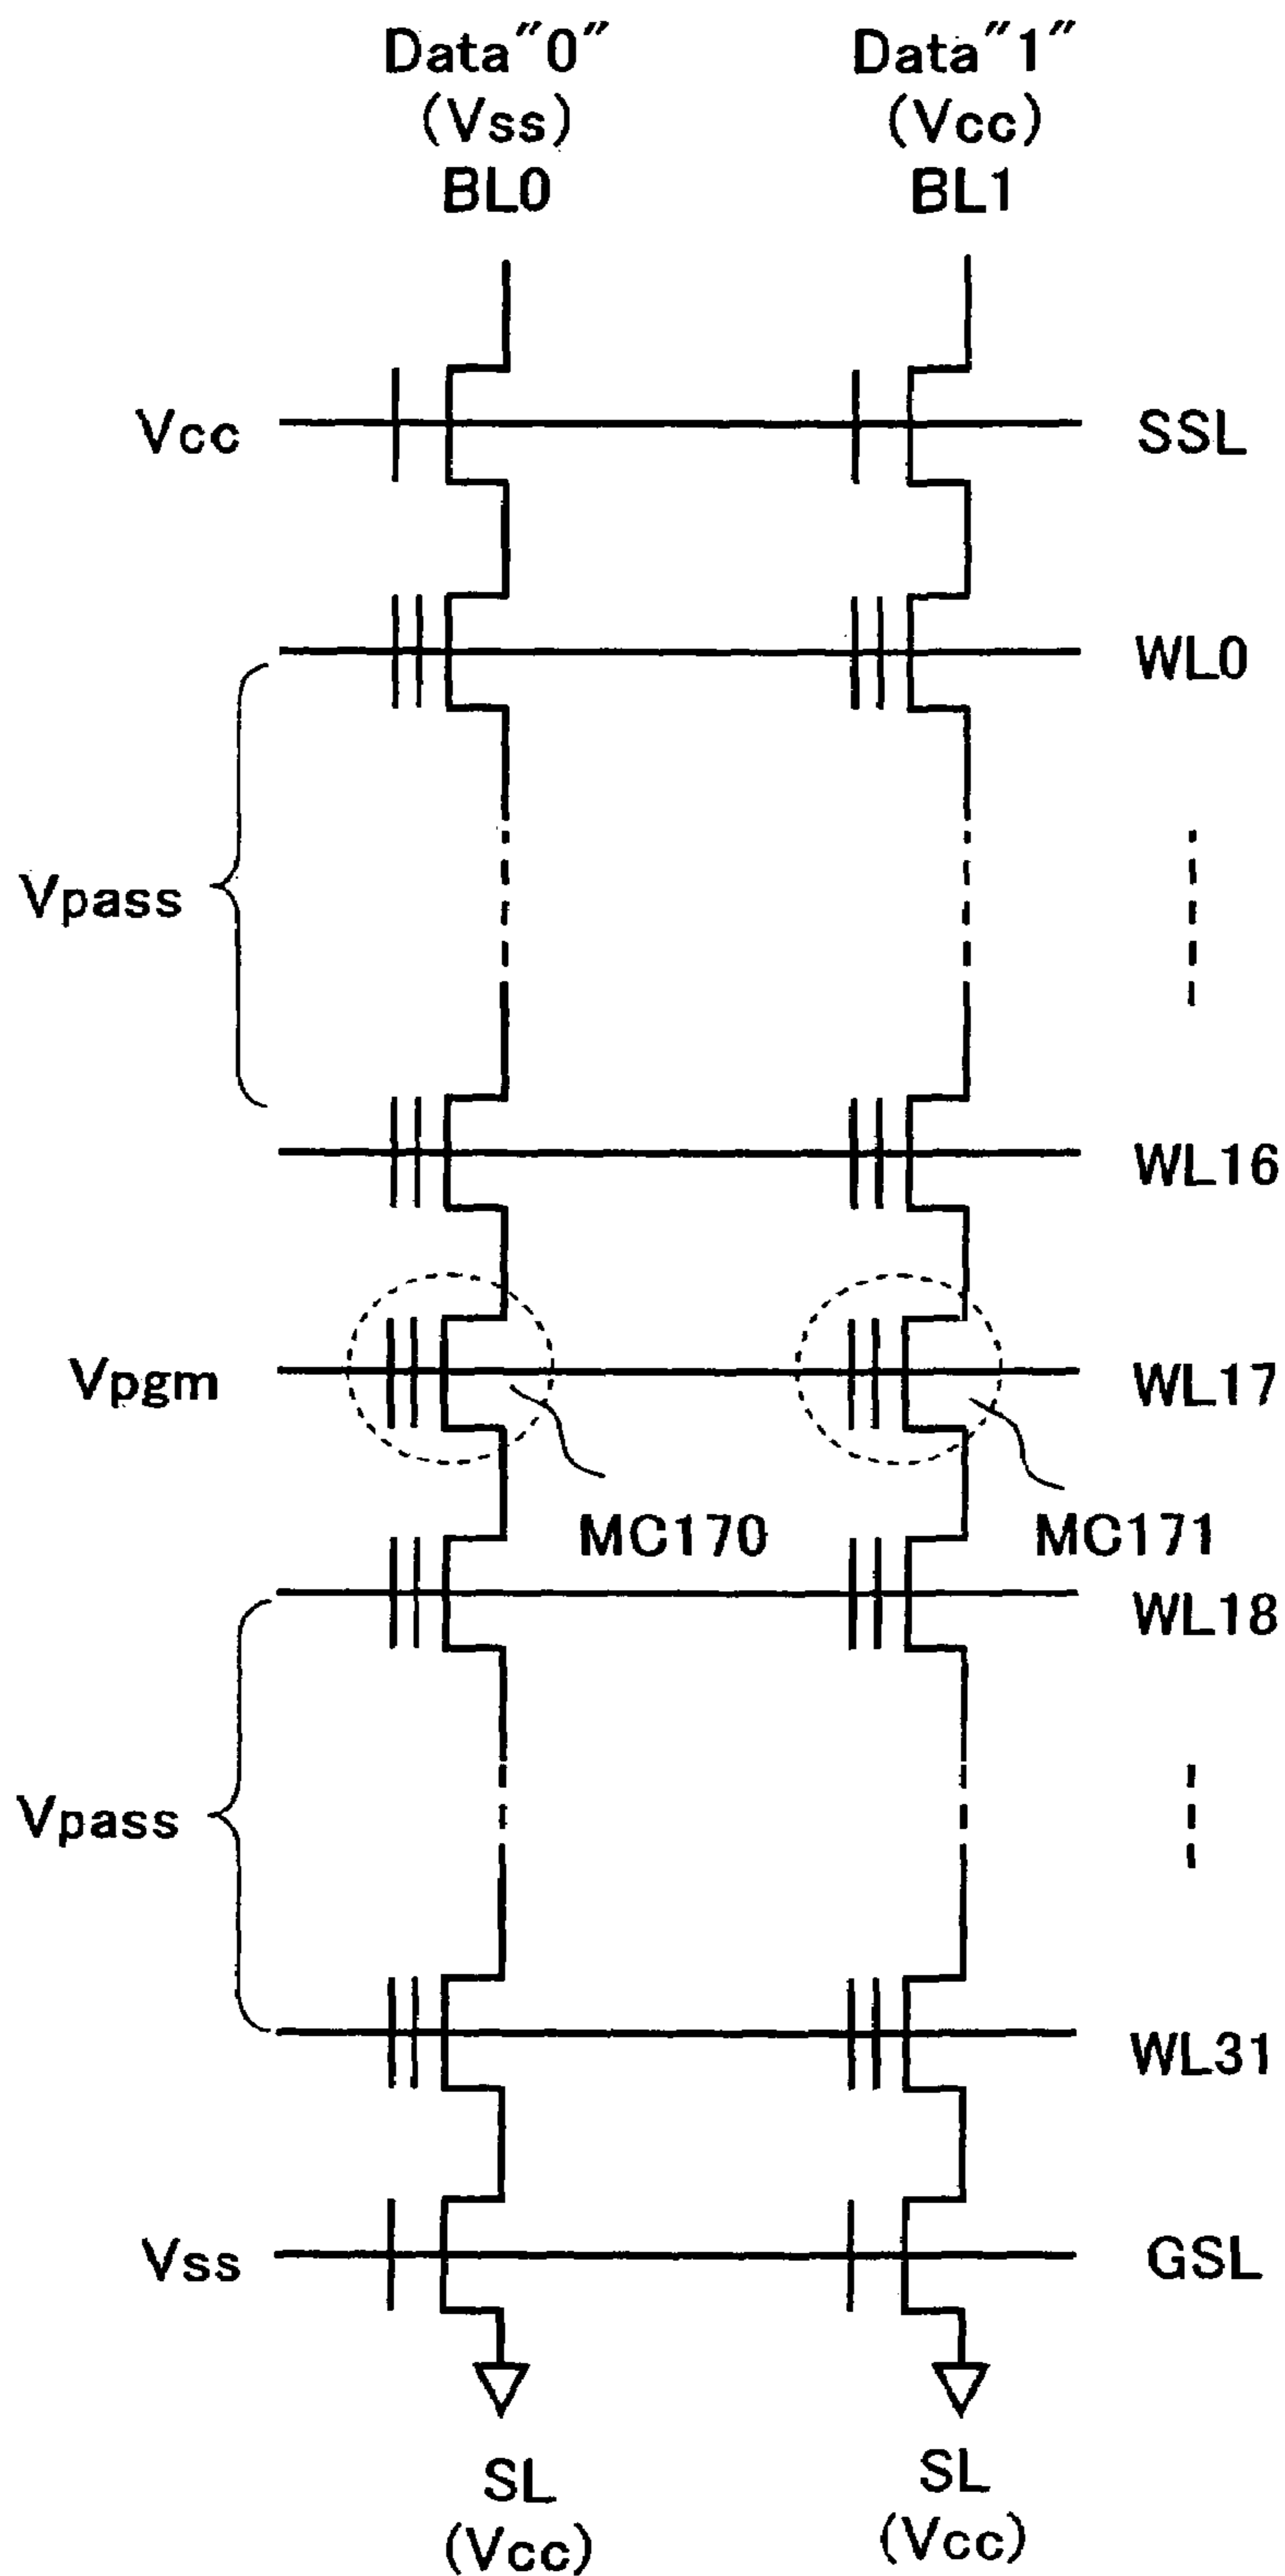 Data"0"
(Vss)
BL0
Data"1"
(Vcc)
BL1
Vcc
SSL
WL0
Vpass
WL16
Vpgm
WL17
MC170
MC171
WL18
Vpass
WL31
Vss
GSL
SL
(Vcc)
SL
(Vcc)